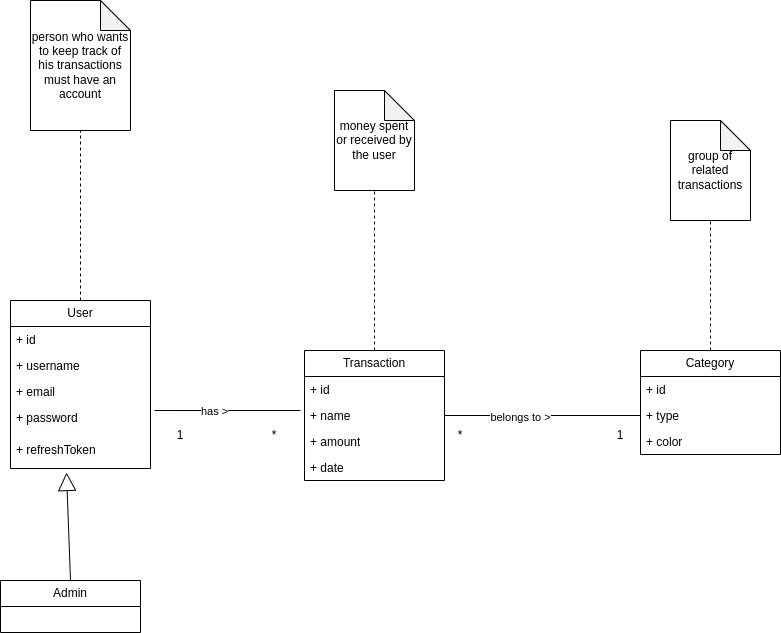 person who wants
to keep track of
his transactions
must have an
account
money spent
or received by
the user
group of
related
transactions
User
+ id
+ username
+ email
+ password
+ refreshToken
has >
1
*
Transaction
+ id
+ name
+ amount
+ date
belongs to >
*
1
Category
+ id
+ type
+ color
Admin